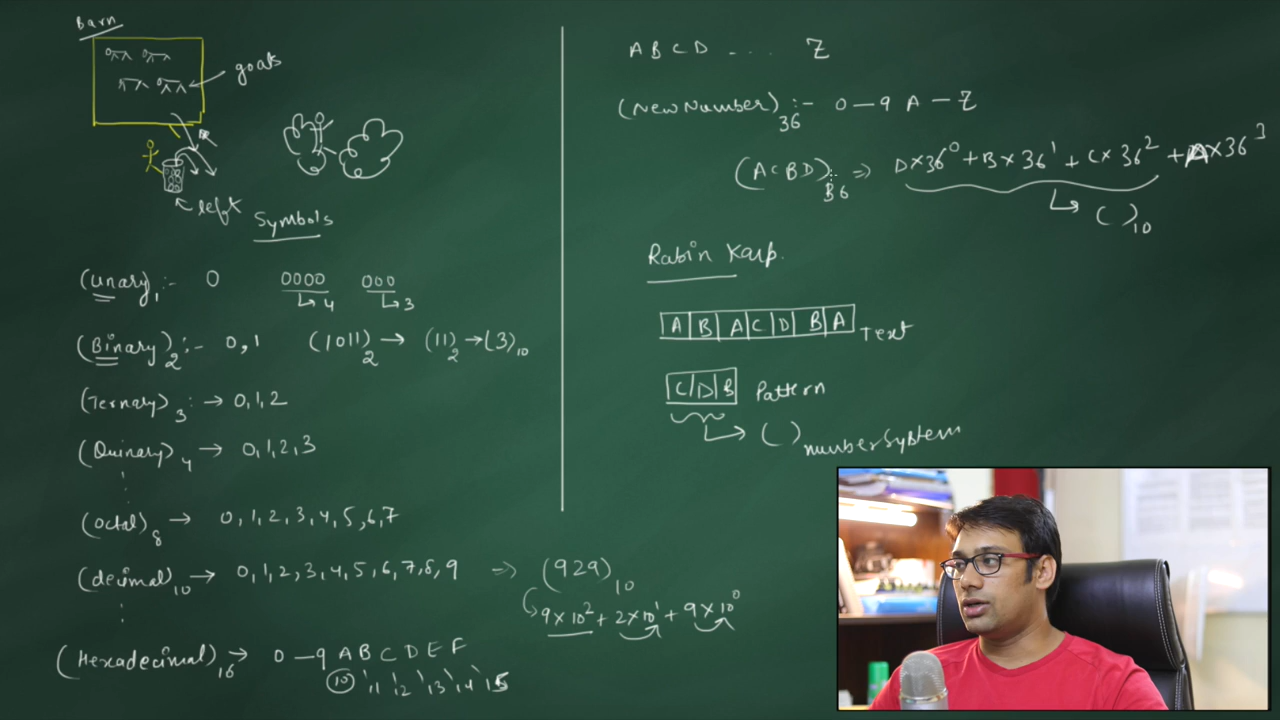 Barn
goats
left
Symbols
(Unary)1 :- 0 0000 → 4 000 → 3
(Binary)2 :- 0,1 (1011)2 → (11)2 → (3)10
(Ternary)3 :→ 0,1,2
(Quinary)4 → 0,1,2,3
(Octal)8 → 0,1,2,3,4,5,6,7
(decimal)10 → 0,1,2,3,4,5,6,7,8,9 => (929)10
9×10² + 2×10¹ + 9×10⁰
(Hexadecimal)16 → 0—9 A B C D E F
10 11 12 13 14 15
A B C D .... Z
(NewNumber)36 :- 0—9 A—Z
(ACBD)36 => D×36⁰ + B×36¹ + C×36² + A×36³
( )10
Rabin Karp.
A B A C D B A Text
C D B Pattern
( ) numberSystem